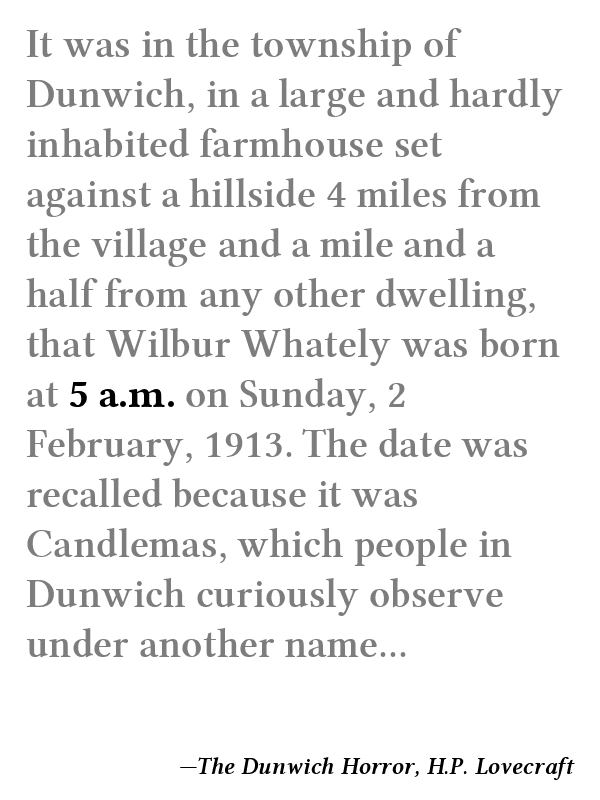 It was in the township of
Dunwich, in a large and hardly
inhabited farmhouse set
against a hillside 4 miles from
the village and a mile and a
half from any other dwelling,
that Wilbur Whately was born
at 5 a.m. on Sunday, 2
February, 1913. The date was
recalled because it was
Candlemas, which people in
Dunwich curiously observe
under another name...
—The Dunwich Horror, H.P. Lovecraft